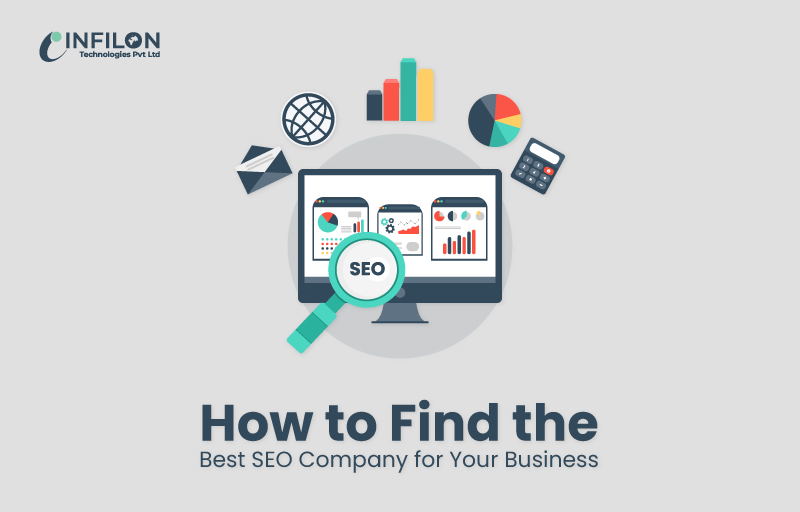 INFILON
Technologies Pvt Ltd
SEO
How to Find the
Best SEO Company for Your Business